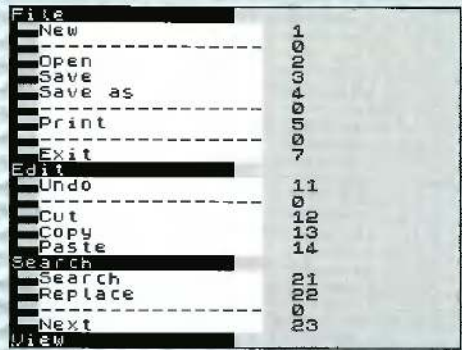 File
New 1
-------------------- 0
Open 2
Save 3
Save as 4
-------------------- 0
Print 5
-------------------- 0
Exit 7
Edit
Undo 11
-------------------- 0
Cut 12
Copy 13
Paste 14
Search
Search 21
Replace 22
-------------------- 0
Next 23
View